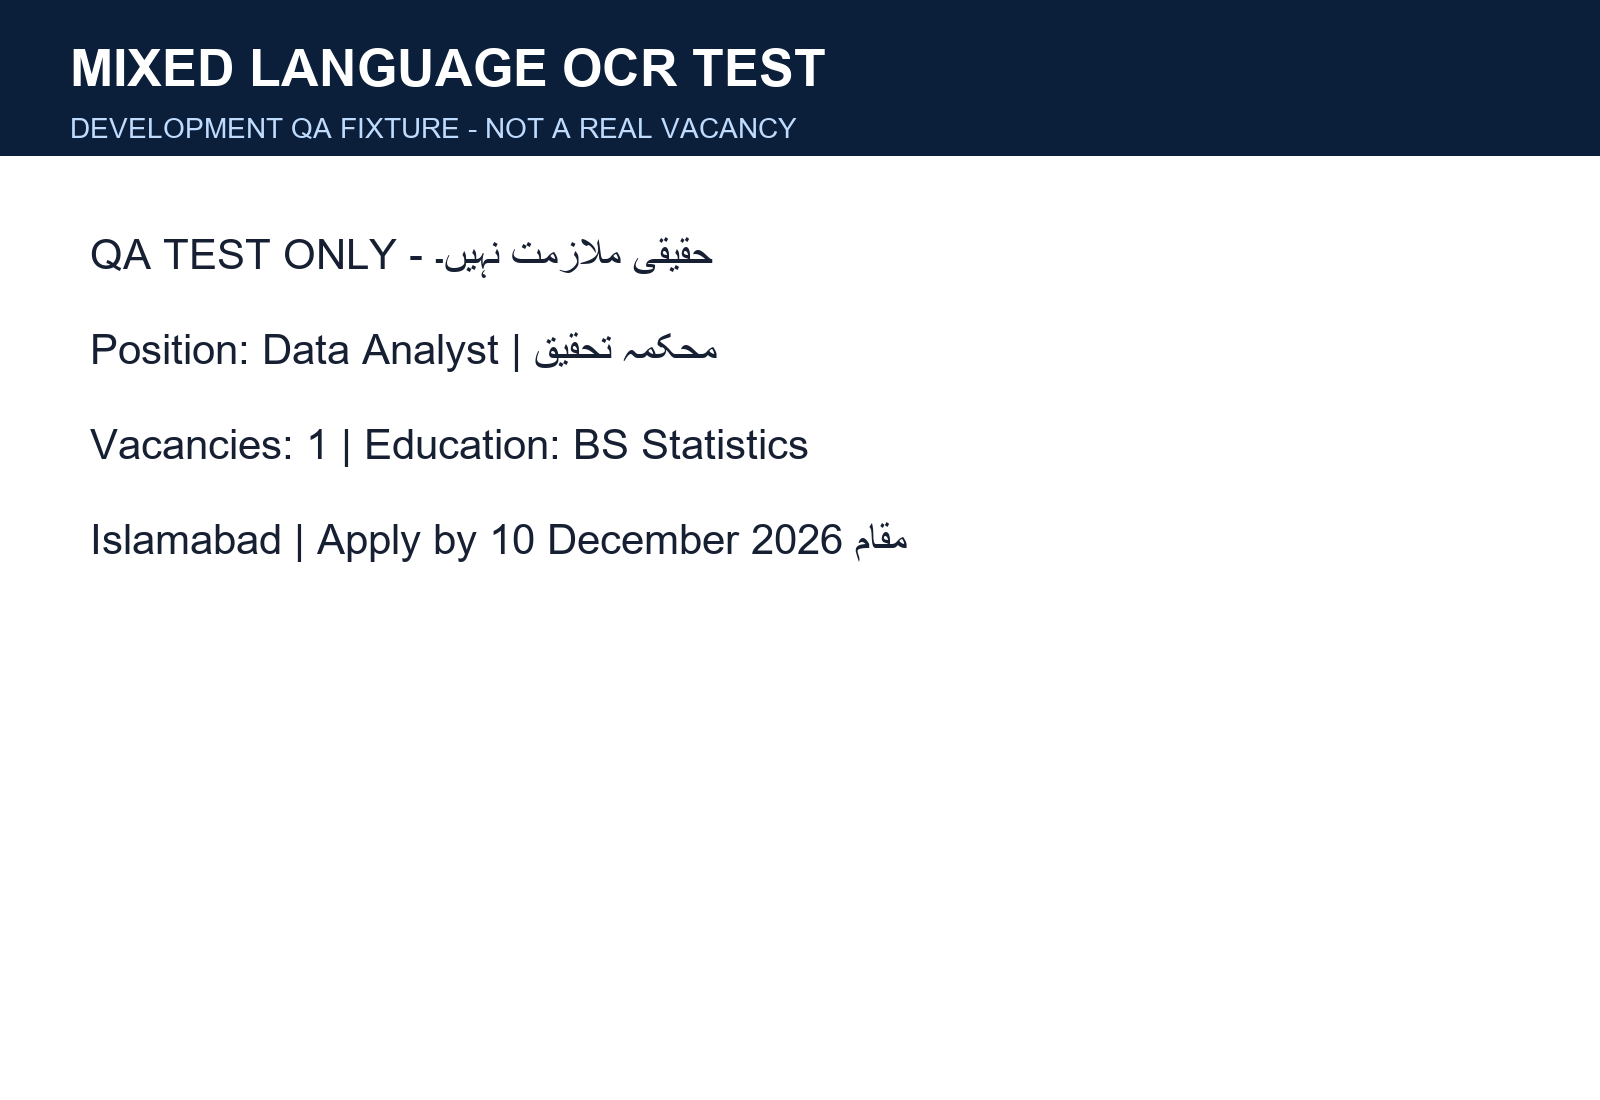 MIXED LANGUAGE OCR TEST
DEVELOPMENT QA FIXTURE - NOT A REAL VACANCY
QA TEST ONLY - حقیقی ملازمت نہیں۔
Position: Data Analyst | محکمہ تحقیق
Vacancies: 1 | Education: BS Statistics
Islamabad | Apply by 10 December 2026 مقام